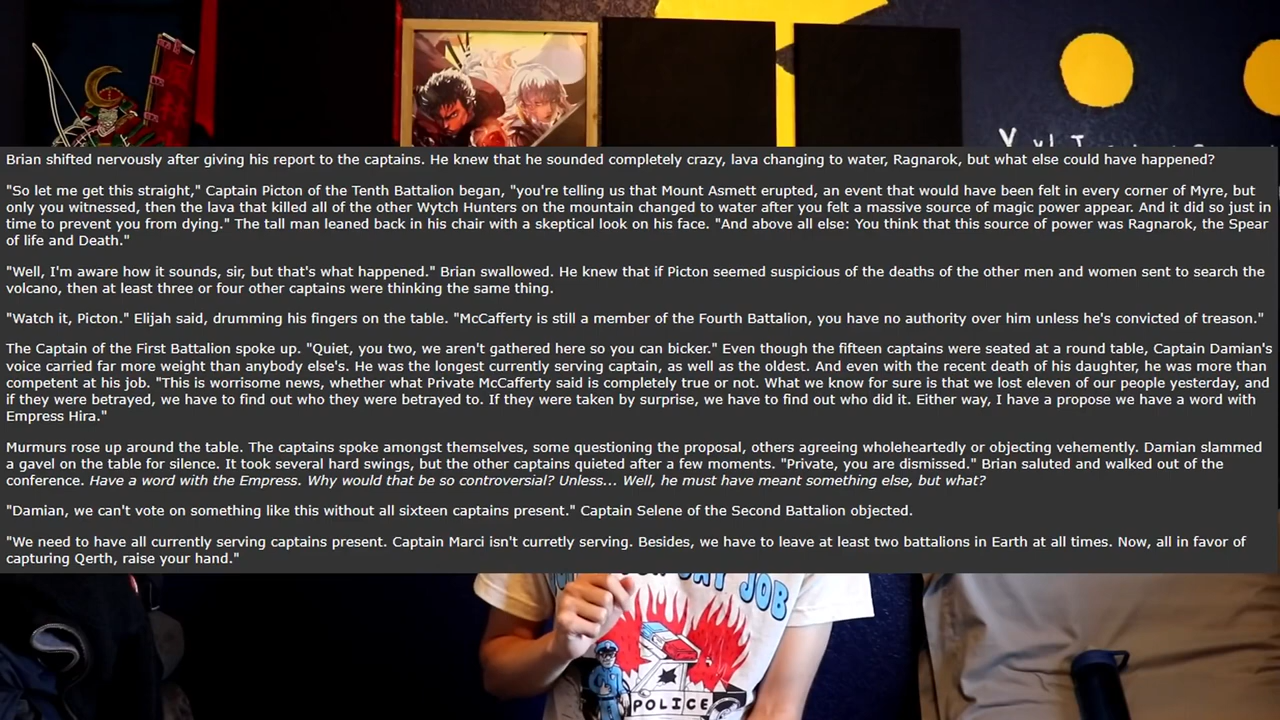 Brian shifted nervously after giving his report to the captains. He knew that he sounded completely crazy, lava changing to water, Ragnarok, but what else could have happened?
"So let me get this straight," Captain Picton of the Tenth Battalion began, "you're telling us that Mount Asmett erupted, an event that would have been felt in every corner of Myre, but
only you witnessed, then the lava that killed all of the other Wytch Hunters on the mountain changed to water after you felt a massive source of magic power appear. And it did so just in
time to prevent you from dying." The tall man leaned back in his chair with a skeptical look on his face. "And above all else: You think that this source of power was Ragnarok, the Spear
of life and Death."
"Well, I'm aware how it sounds, sir, but that's what happened." Brian swallowed. He knew that if Picton seemed suspicious of the deaths of the other men and women sent to search the
volcano, then at least three or four other captains were thinking the same thing.
"Watch it, Picton." Elijah said, drumming his fingers on the table. "McCafferty is still a member of the Fourth Battalion, you have no authority over him unless he's convicted of treason."
The Captain of the First Battalion spoke up. "Quiet, you two, we aren't gathered here so you can bicker." Even though the fifteen captains were seated at a round table, Captain Damian's
voice carried far more weight than anybody else's. He was the longest currently serving captain, as well as the oldest. And even with the recent death of his daughter, he was more than
competent at his job. "This is worrisome news, whether what Private McCafferty said is completely true or not. What we know for sure is that we lost eleven of our people yesterday, and
if they were betrayed, we have to find out who they were betrayed to. If they were taken by surprise, we have to find out who did it. Either way, I have a propose we have a word with
Empress Hira."
Murmurs rose up around the table. The captains spoke amongst themselves, some questioning the proposal, others agreeing wholeheartedly or objecting vehemently. Damian slammed
a gavel on the table for silence. It took several hard swings, but the other captains quieted after a few moments. "Private, you are dismissed." Brian saluted and walked out of the
conference. Have a word with the Empress. Why would that be so controversial? Unless... Well, he must have meant something else, but what?
"Damian, we can't vote on something like this without all sixteen captains present." Captain Selene of the Second Battalion objected.
"We need to have all currently serving captains present. Captain Marci isn't curretly serving. Besides, we have to leave at least two battalions in Earth at all times. Now, all in favor of
capturing Qerth, raise your hand."
JOB
POLICE